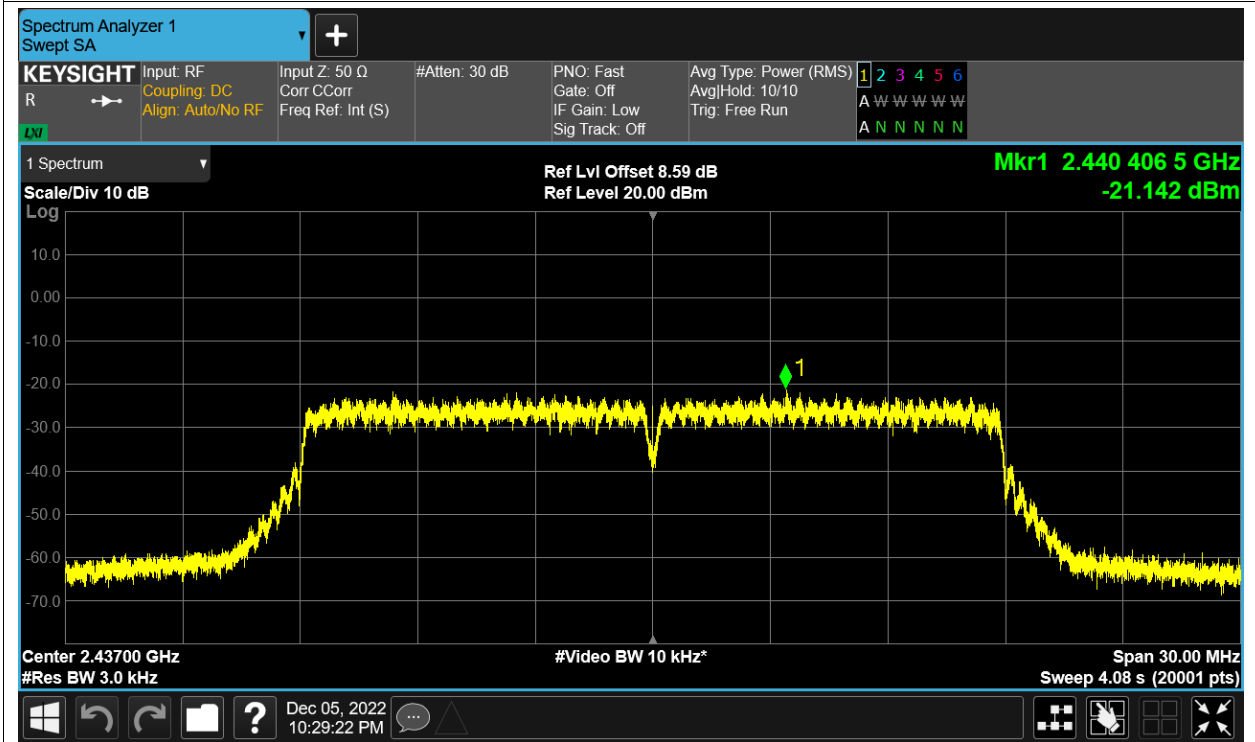 Spectrum Analyzer 1
Swept SA
+
KEYSIGHT
R
LXI
Input: RF
Coupling: DC
Align: Auto/No RF
Input Z: 50 Ω
Corr CCorr
Freq Ref: Int (S)
#Atten: 30 dB
PNO: Fast
Gate: Off
IF Gain: Low
Sig Track: Off
Avg Type: Power (RMS)
Avg|Hold: 10/10
Trig: Free Run
1 2 3 4 5 6
A W W W W W
A N N N N N
1 Spectrum
Scale/Div 10 dB
Log
Ref Lvl Offset 8.59 dB
Ref Level 20.00 dBm
Mkr1 2.440 406 5 GHz
-21.142 dBm
10.0
0.00
-10.0
-20.0
-30.0
-40.0
-50.0
-60.0
-70.0
1
Center 2.43700 GHz
#Res BW 3.0 kHz
#Video BW 10 kHz*
Span 30.00 MHz
Sweep 4.08 s (20001 pts)
?
Dec 05, 2022
10:29:22 PM